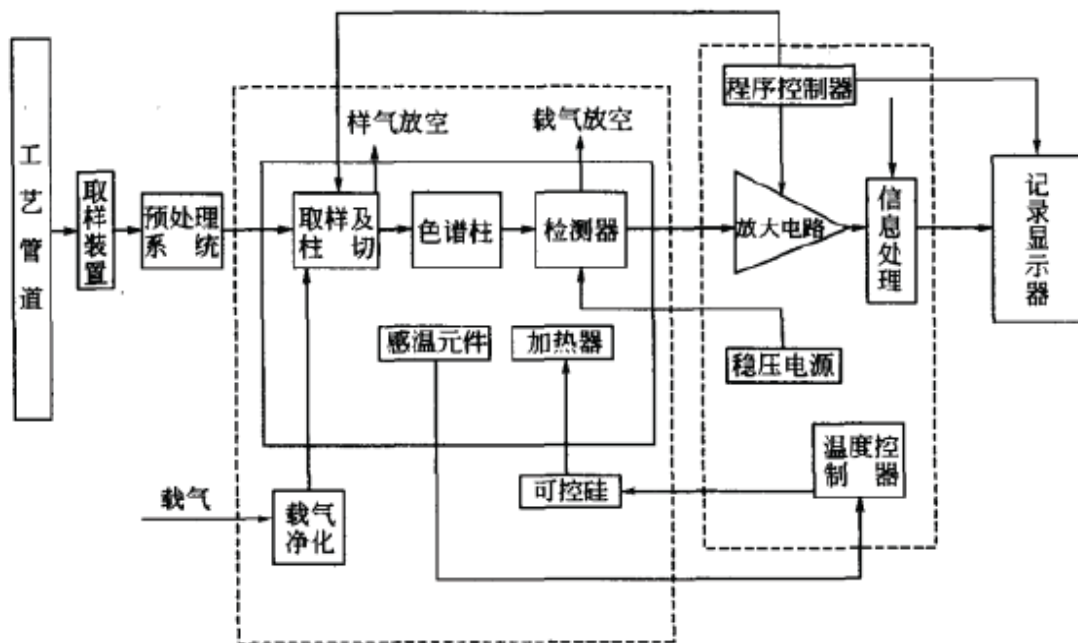 工艺管道
取样装置
预处理
系统
样气放空
载气放空
取样及
柱 切
色谱柱
检测器
感温元件
加热器
载气
载气
净化
可控硅
程序控制器
放大电路
信息处理
稳压电源
温度控
制 器
记录显示器